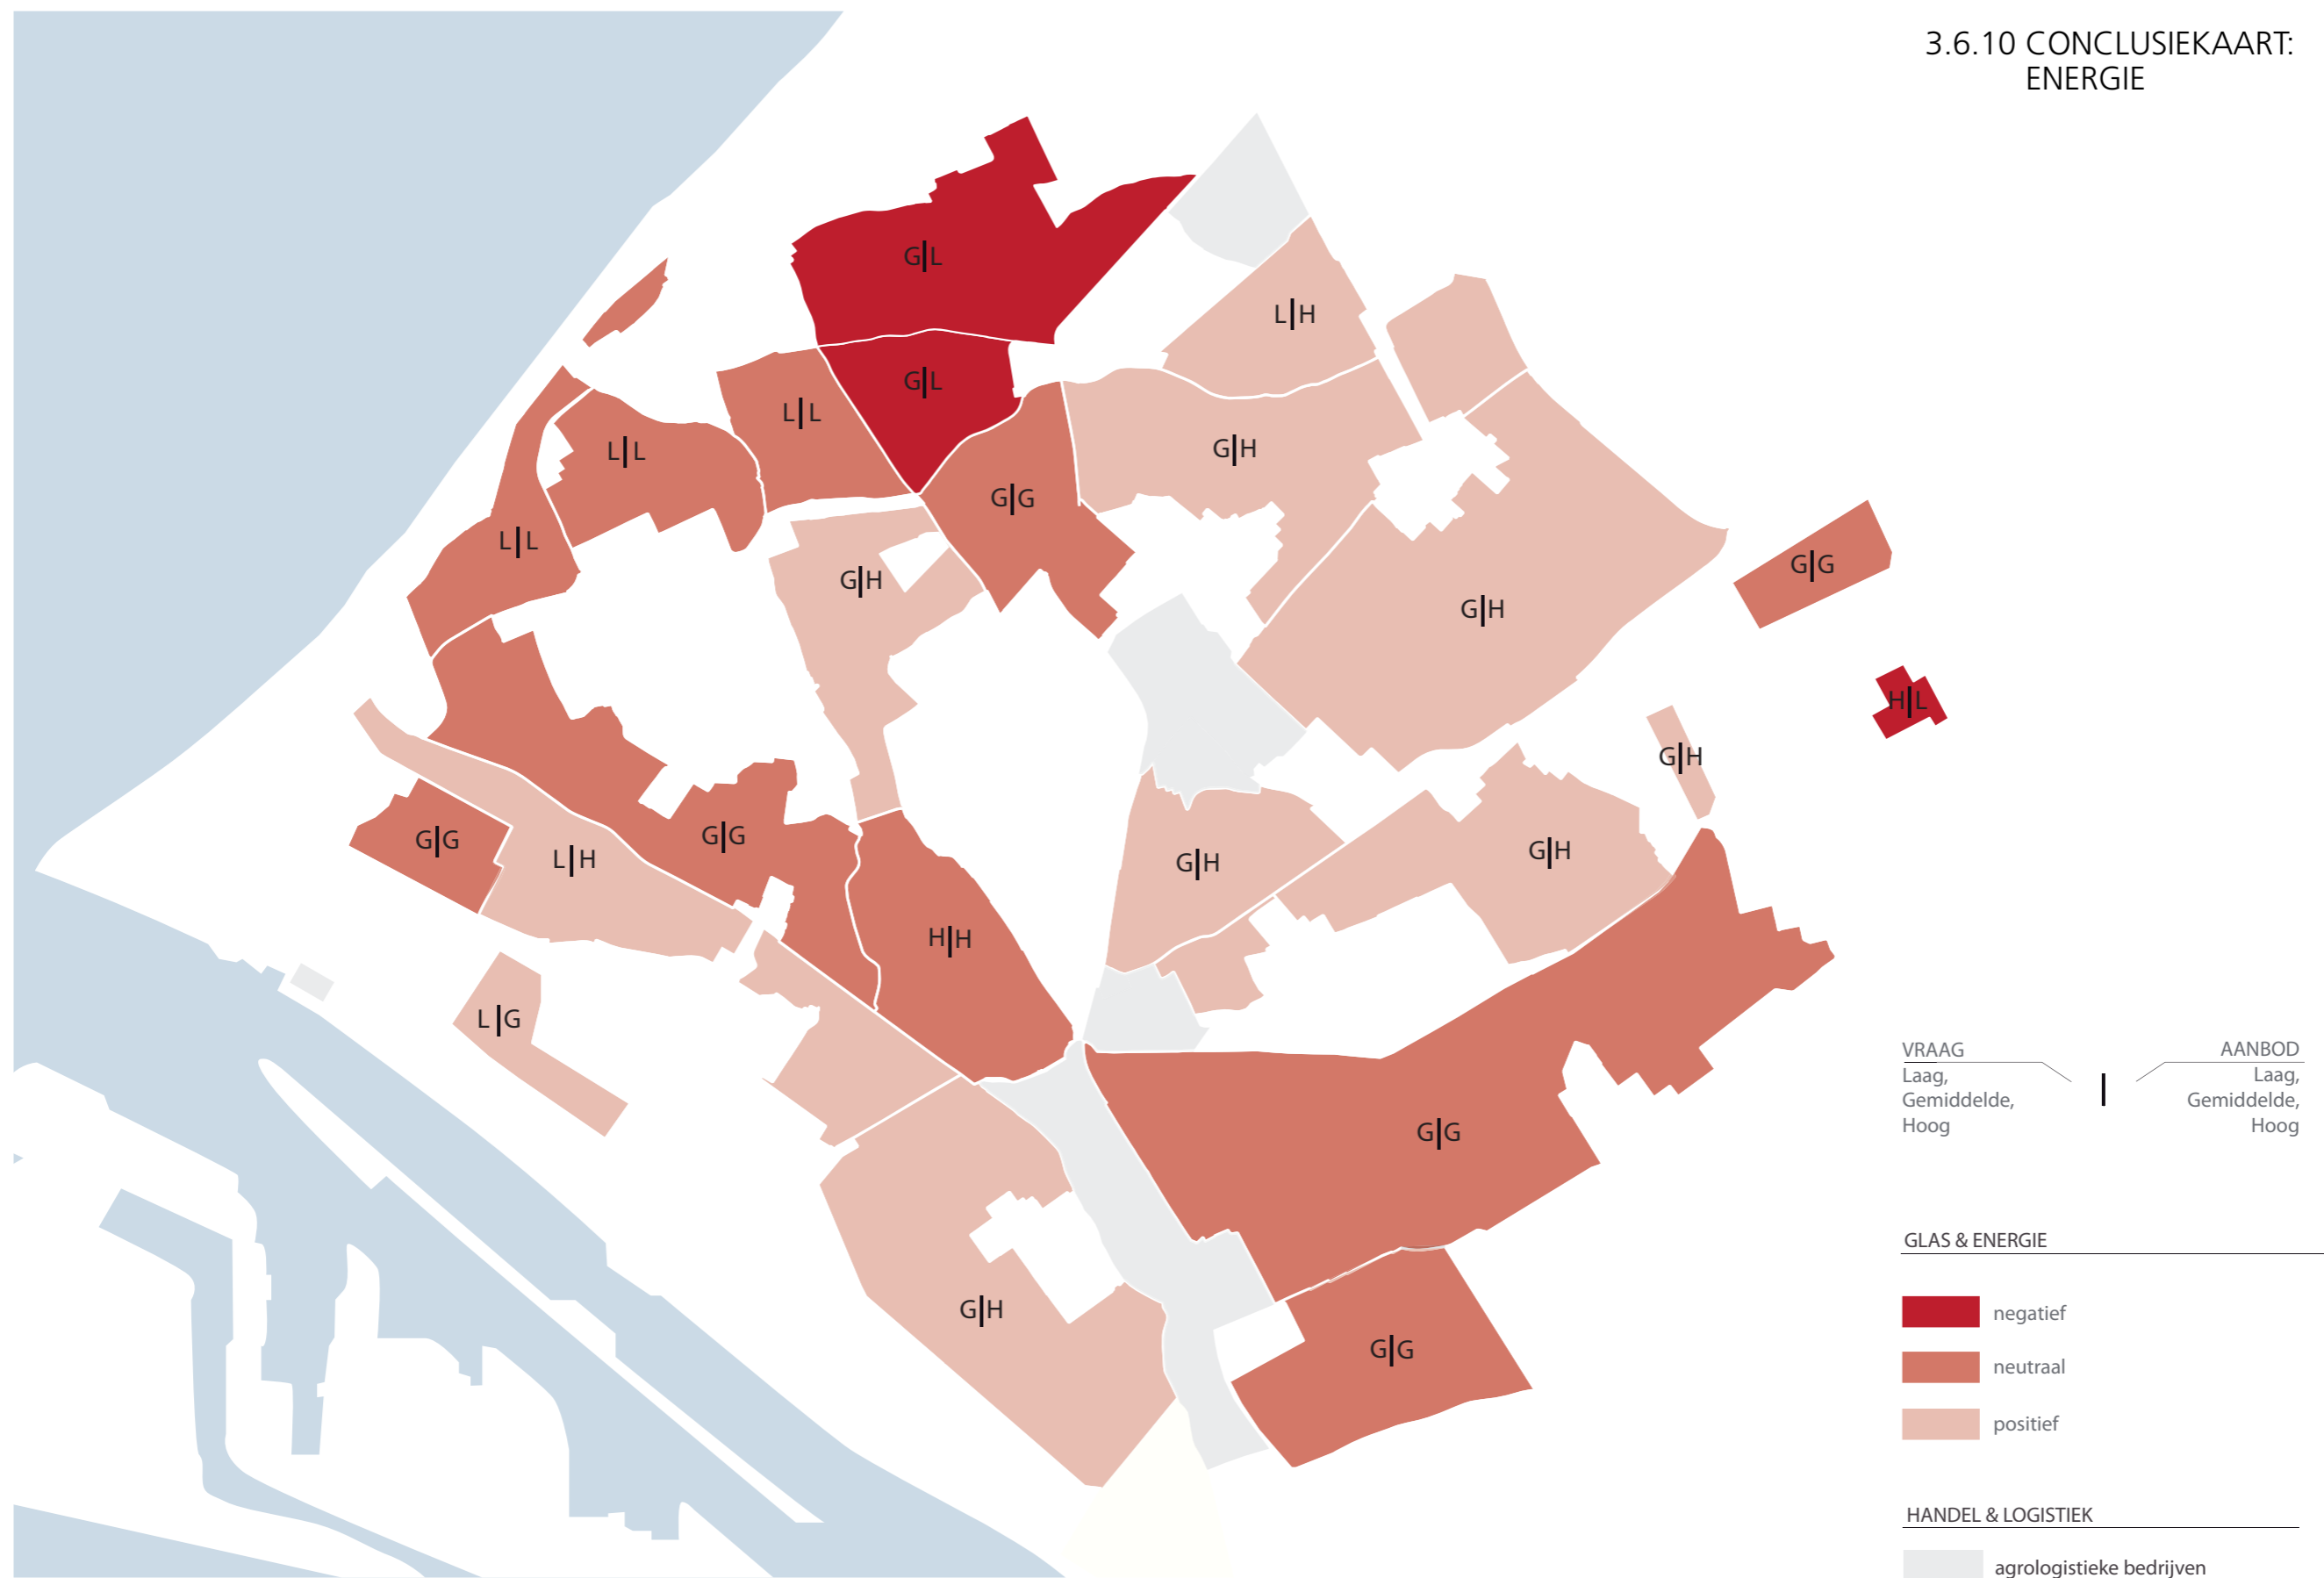 3.6.10 CONCLUSIEKAART:
ENERGIE
G|L
L|H
G|L
L|L
L|L
G|H
G|G
L|L
G|G
G|H
G|H
H|L
G|H
G|G
G|G
L|H
G|H
G|H
H|H
L|G
G|G
G|H
G|G
VRAAG
Laag,
Gemiddelde,
Hoog
AANBOD
Laag,
Gemiddelde,
Hoog
GLAS & ENERGIE
negatief
neutraal
positief
HANDEL & LOGISTIEK
agrologistieke bedrijven